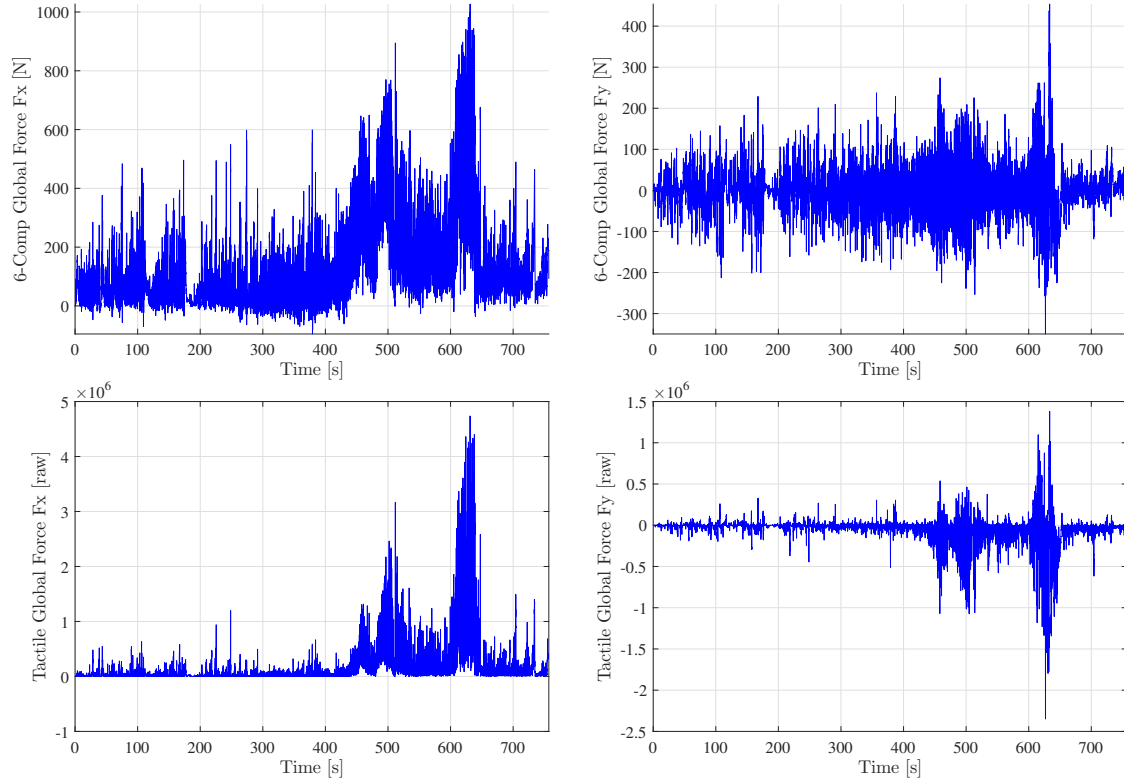 1000
800
600
400
200
0
6-Comp Global Force Fx [N]
0 100 200 300 400 500 600 700
Time [s]
400
300
200
100
0
-100
-200
-300
6-Comp Global Force Fy [N]
0 100 200 300 400 500 600 700
Time [s]
×10⁶
5
4
3
2
1
0
-1
Tactile Global Force Fx [raw]
0 100 200 300 400 500 600 700
Time [s]
×10⁶
1.5
1
0.5
0
-0.5
-1
-1.5
-2
-2.5
Tactile Global Force Fy [raw]
0 100 200 300 400 500 600 700
Time [s]